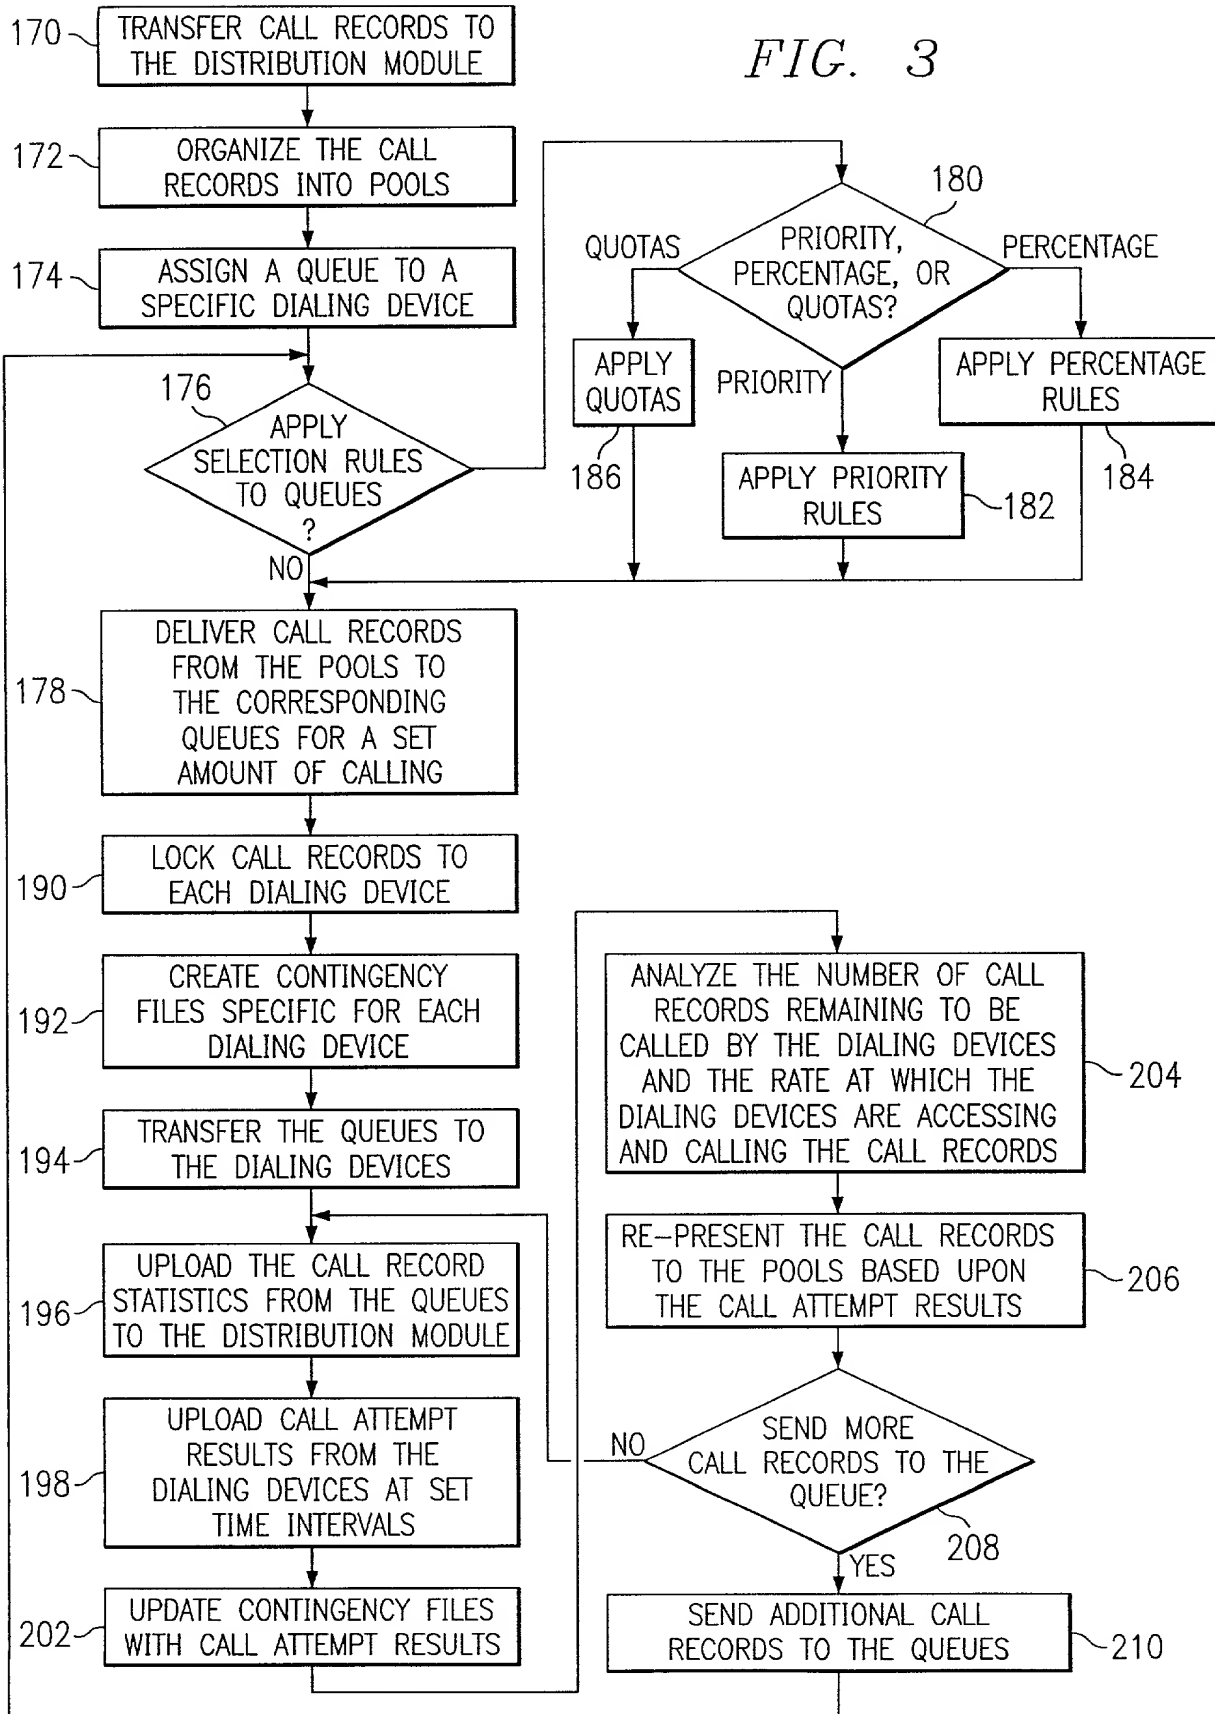 FIG. 3
170
TRANSFER CALL RECORDS TO
THE DISTRIBUTION MODULE
172
ORGANIZE THE CALL
RECORDS INTO POOLS
174
ASSIGN A QUEUE TO A
SPECIFIC DIALING DEVICE
176
APPLY
SELECTION RULES
TO QUEUES
?
NO
180
PRIORITY,
PERCENTAGE, OR
QUOTAS?
QUOTAS
PERCENTAGE
PRIORITY
APPLY
QUOTAS
186
APPLY PRIORITY
RULES
182
APPLY PERCENTAGE
RULES
184
178
DELIVER CALL RECORDS
FROM THE POOLS TO
THE CORRESPONDING
QUEUES FOR A SET
AMOUNT OF CALLING
190
LOCK CALL RECORDS TO
EACH DIALING DEVICE
192
CREATE CONTINGENCY
FILES SPECIFIC FOR EACH
DIALING DEVICE
194
TRANSFER THE QUEUES TO
THE DIALING DEVICES
196
UPLOAD THE CALL RECORD
STATISTICS FROM THE QUEUES
TO THE DISTRIBUTION MODULE
198
UPLOAD CALL ATTEMPT
RESULTS FROM THE
DIALING DEVICES AT SET
TIME INTERVALS
202
UPDATE CONTINGENCY FILES
WITH CALL ATTEMPT RESULTS
ANALYZE THE NUMBER OF CALL
RECORDS REMAINING TO BE
CALLED BY THE DIALING DEVICES
AND THE RATE AT WHICH THE
DIALING DEVICES ARE ACCESSING
AND CALLING THE CALL RECORDS
204
RE-PRESENT THE CALL RECORDS
TO THE POOLS BASED UPON
THE CALL ATTEMPT RESULTS
206
SEND MORE
CALL RECORDS TO THE
QUEUE?
NO
208
YES
SEND ADDITIONAL CALL
RECORDS TO THE QUEUES
210